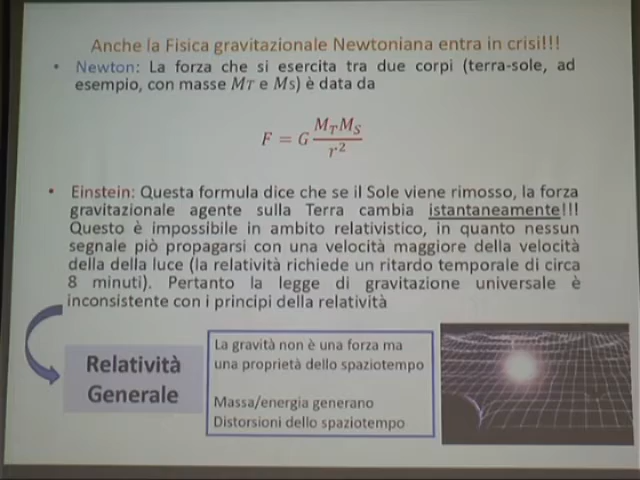 Anche la Fisica gravitazionale Newtoniana entra in crisi!!!
• Newton: La forza che si esercita tra due corpi (terra-sole, ad
esempio, con masse MT e MS) è data da
F = G M_T M_S / r²
• Einstein: Questa formula dice che se il Sole viene rimosso, la forza
gravitazionale agente sulla Terra cambia istantaneamente!!!
Questo è impossibile in ambito relativistico, in quanto nessun
segnale piò propagarsi con una velocità maggiore della velocità
della della luce (la relatività richiede un ritardo temporale di circa
8 minuti). Pertanto la legge di gravitazione universale è
inconsistente con i principi della relatività
Relatività
Generale
La gravità non è una forza ma
una proprietà dello spaziotempo
Massa/energia generano
Distorsioni dello spaziotempo